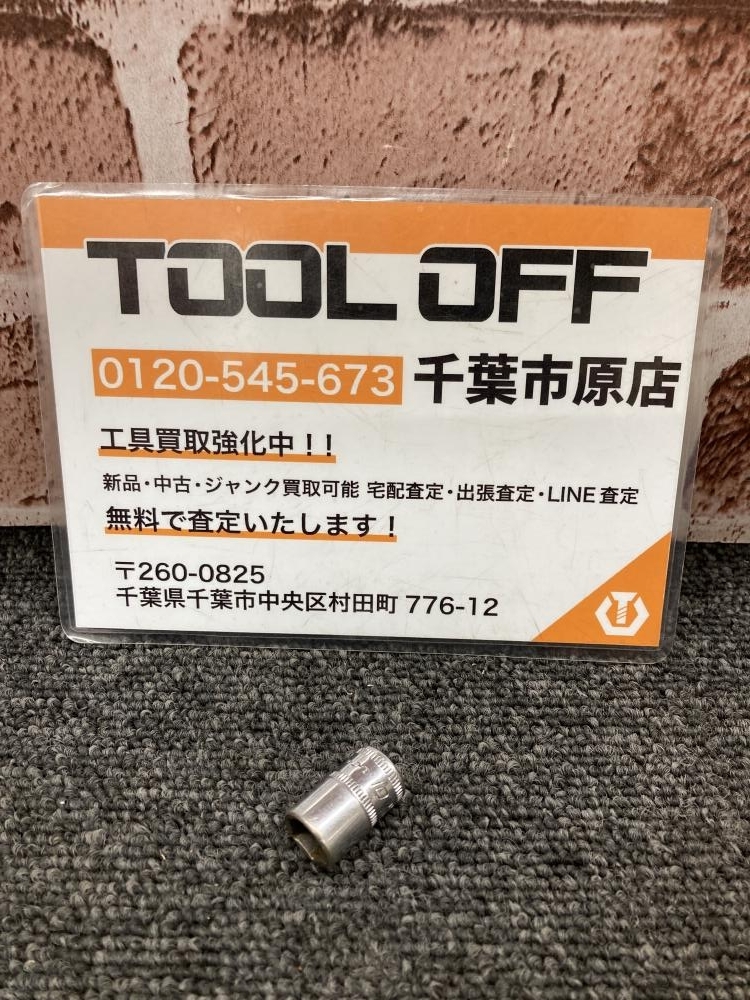 TOOL OFF
0120-545-673 千葉市原店
工具買取強化中!!
新品・中古・ジャンク買取可能 宅配査定・出張査定・LINE査定
無料で査定いたします!
〒260-0825
千葉県千葉市中央区村田町 776-12